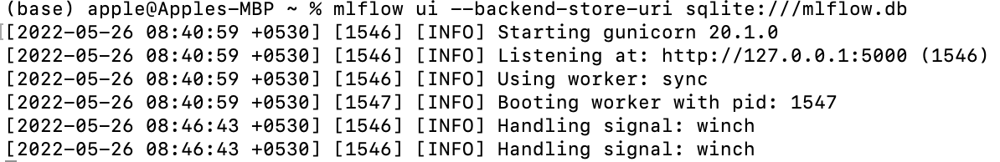 (base) apple@Apples-MBP ~ % mlflow ui --backend-store-uri sqlite:///mlflow.db
[[2022-05-26 08:40:59 +0530] [1546] [INFO] Starting gunicorn 20.1.0
[2022-05-26 08:40:59 +0530] [1546] [INFO] Listening at: http://127.0.0.1:5000 (1546)
[2022-05-26 08:40:59 +0530] [1546] [INFO] Using worker: sync
[2022-05-26 08:40:59 +0530] [1547] [INFO] Booting worker with pid: 1547
[2022-05-26 08:46:43 +0530] [1546] [INFO] Handling signal: winch
[2022-05-26 08:46:43 +0530] [1546] [INFO] Handling signal: winch